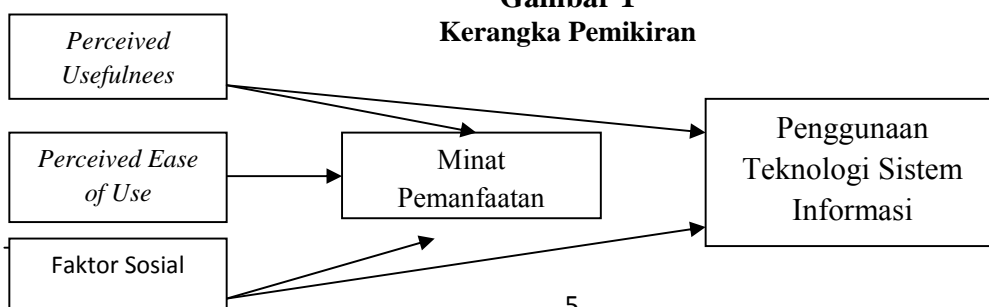 Gambar 1
Kerangka Pemikiran
Perceived
Usefulnees
Perceived Ease
of Use
Faktor Sosial
Minat
Pemanfaatan
Penggunaan
Teknologi Sistem
Informasi
5